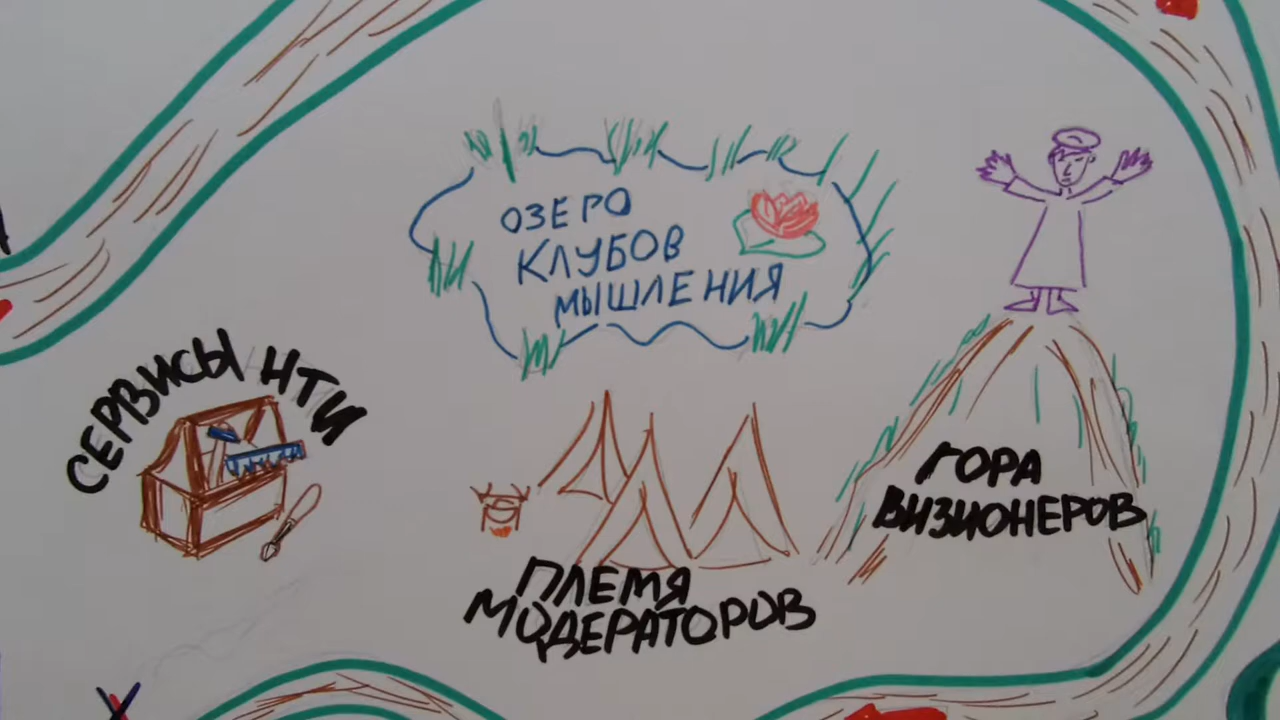 ОЗЕРО
КЛУБОВ
МЫШЛЕНИЯ
СЕРВИСЫ НТИ
ГОРА
ВИЗИОНЕРОВ
ПЛЕМЯ
МОДЕРАТОРОВ